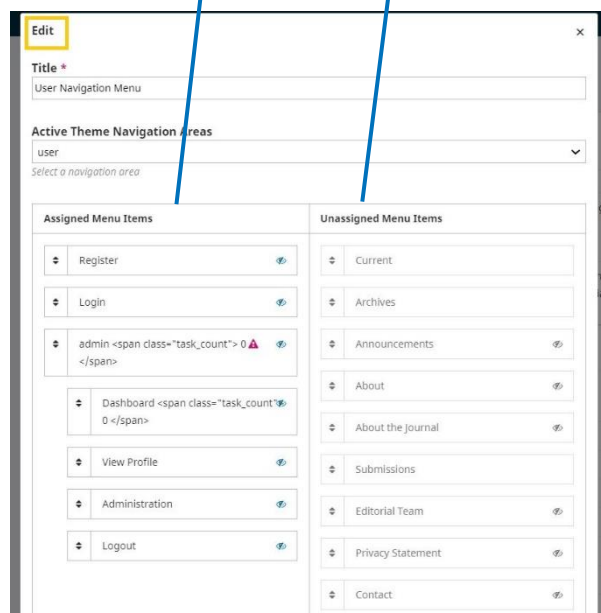 Edit
×
Title *
User Navigation Menu
Active Theme Navigation Areas
user
Select a navigation area
Assigned Menu Items
Register
Login
admin <span class="task_count"> 0
</span>
Dashboard <span class="task_count"
0 </span>
View Profile
Administration
Logout
Unassigned Menu Items
Current
Archives
Announcements
About
About the Journal
Submissions
Editorial Team
Privacy Statement
Contact